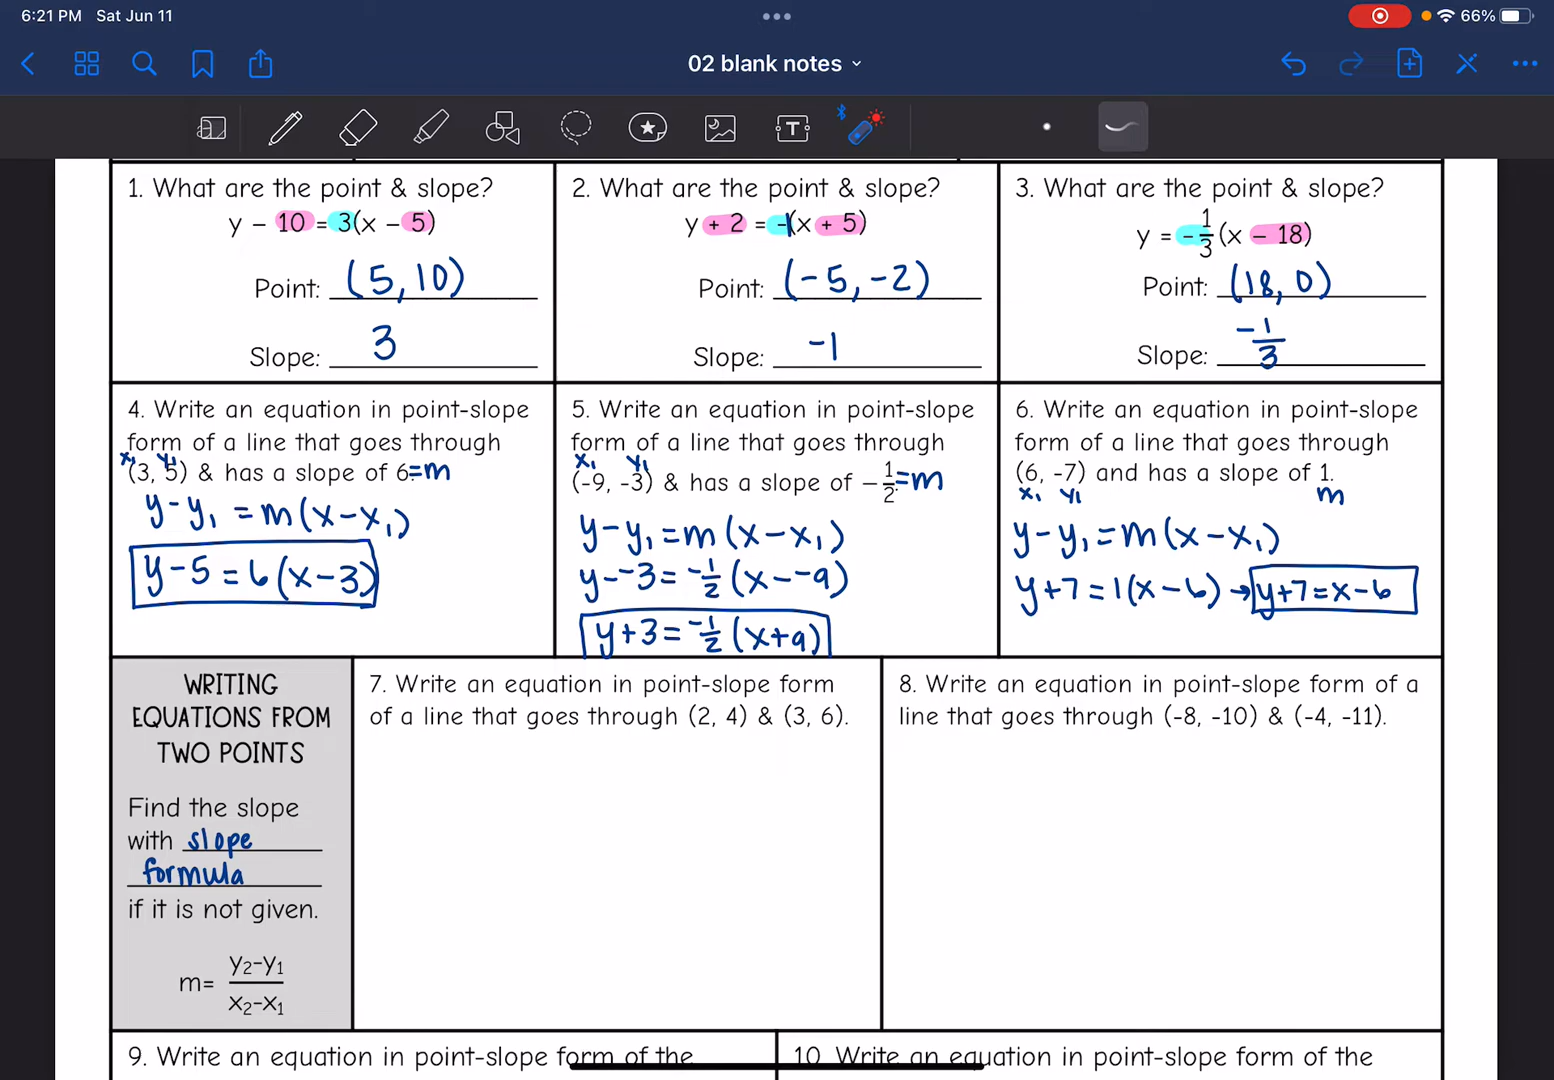 6:21 PM Sat Jun 11
66%
02 blank notes
1. What are the point & slope?
y – 10 = 3(x – 5)
Point: (5, 10)
Slope: 3
2. What are the point & slope?
y + 2 = -1(x + 5)
Point: (-5, -2)
Slope: -1
3. What are the point & slope?
y = -1/3(x – 18)
Point: (18, 0)
Slope: -1/3
4. Write an equation in point-slope
form of a line that goes through
x₁ y₁
(3, 5) & has a slope of 6. = m
y - y₁ = m(x - x₁)
y - 5 = 6(x - 3)
5. Write an equation in point-slope
form of a line that goes through
x₁ y₁
(-9, -3) & has a slope of -1/2. = m
y - y₁ = m(x - x₁)
y - -3 = -1/2(x - -9)
y + 3 = -1/2(x + 9)
6. Write an equation in point-slope
form of a line that goes through
(6, -7) and has a slope of 1.
x₁ y₁ m
y - y₁ = m(x - x₁)
y + 7 = 1(x - 6) → y + 7 = x - 6
WRITING
EQUATIONS FROM
TWO POINTS
Find the slope
with slope
formula
if it is not given.
m= y₂-y₁/x₂-x₁
7. Write an equation in point-slope form
of a line that goes through (2, 4) & (3, 6).
8. Write an equation in point-slope form of a
line that goes through (-8, -10) & (-4, -11).
9. Write an equation in point-slope form of the
10. Write an equation in point-slope form of the